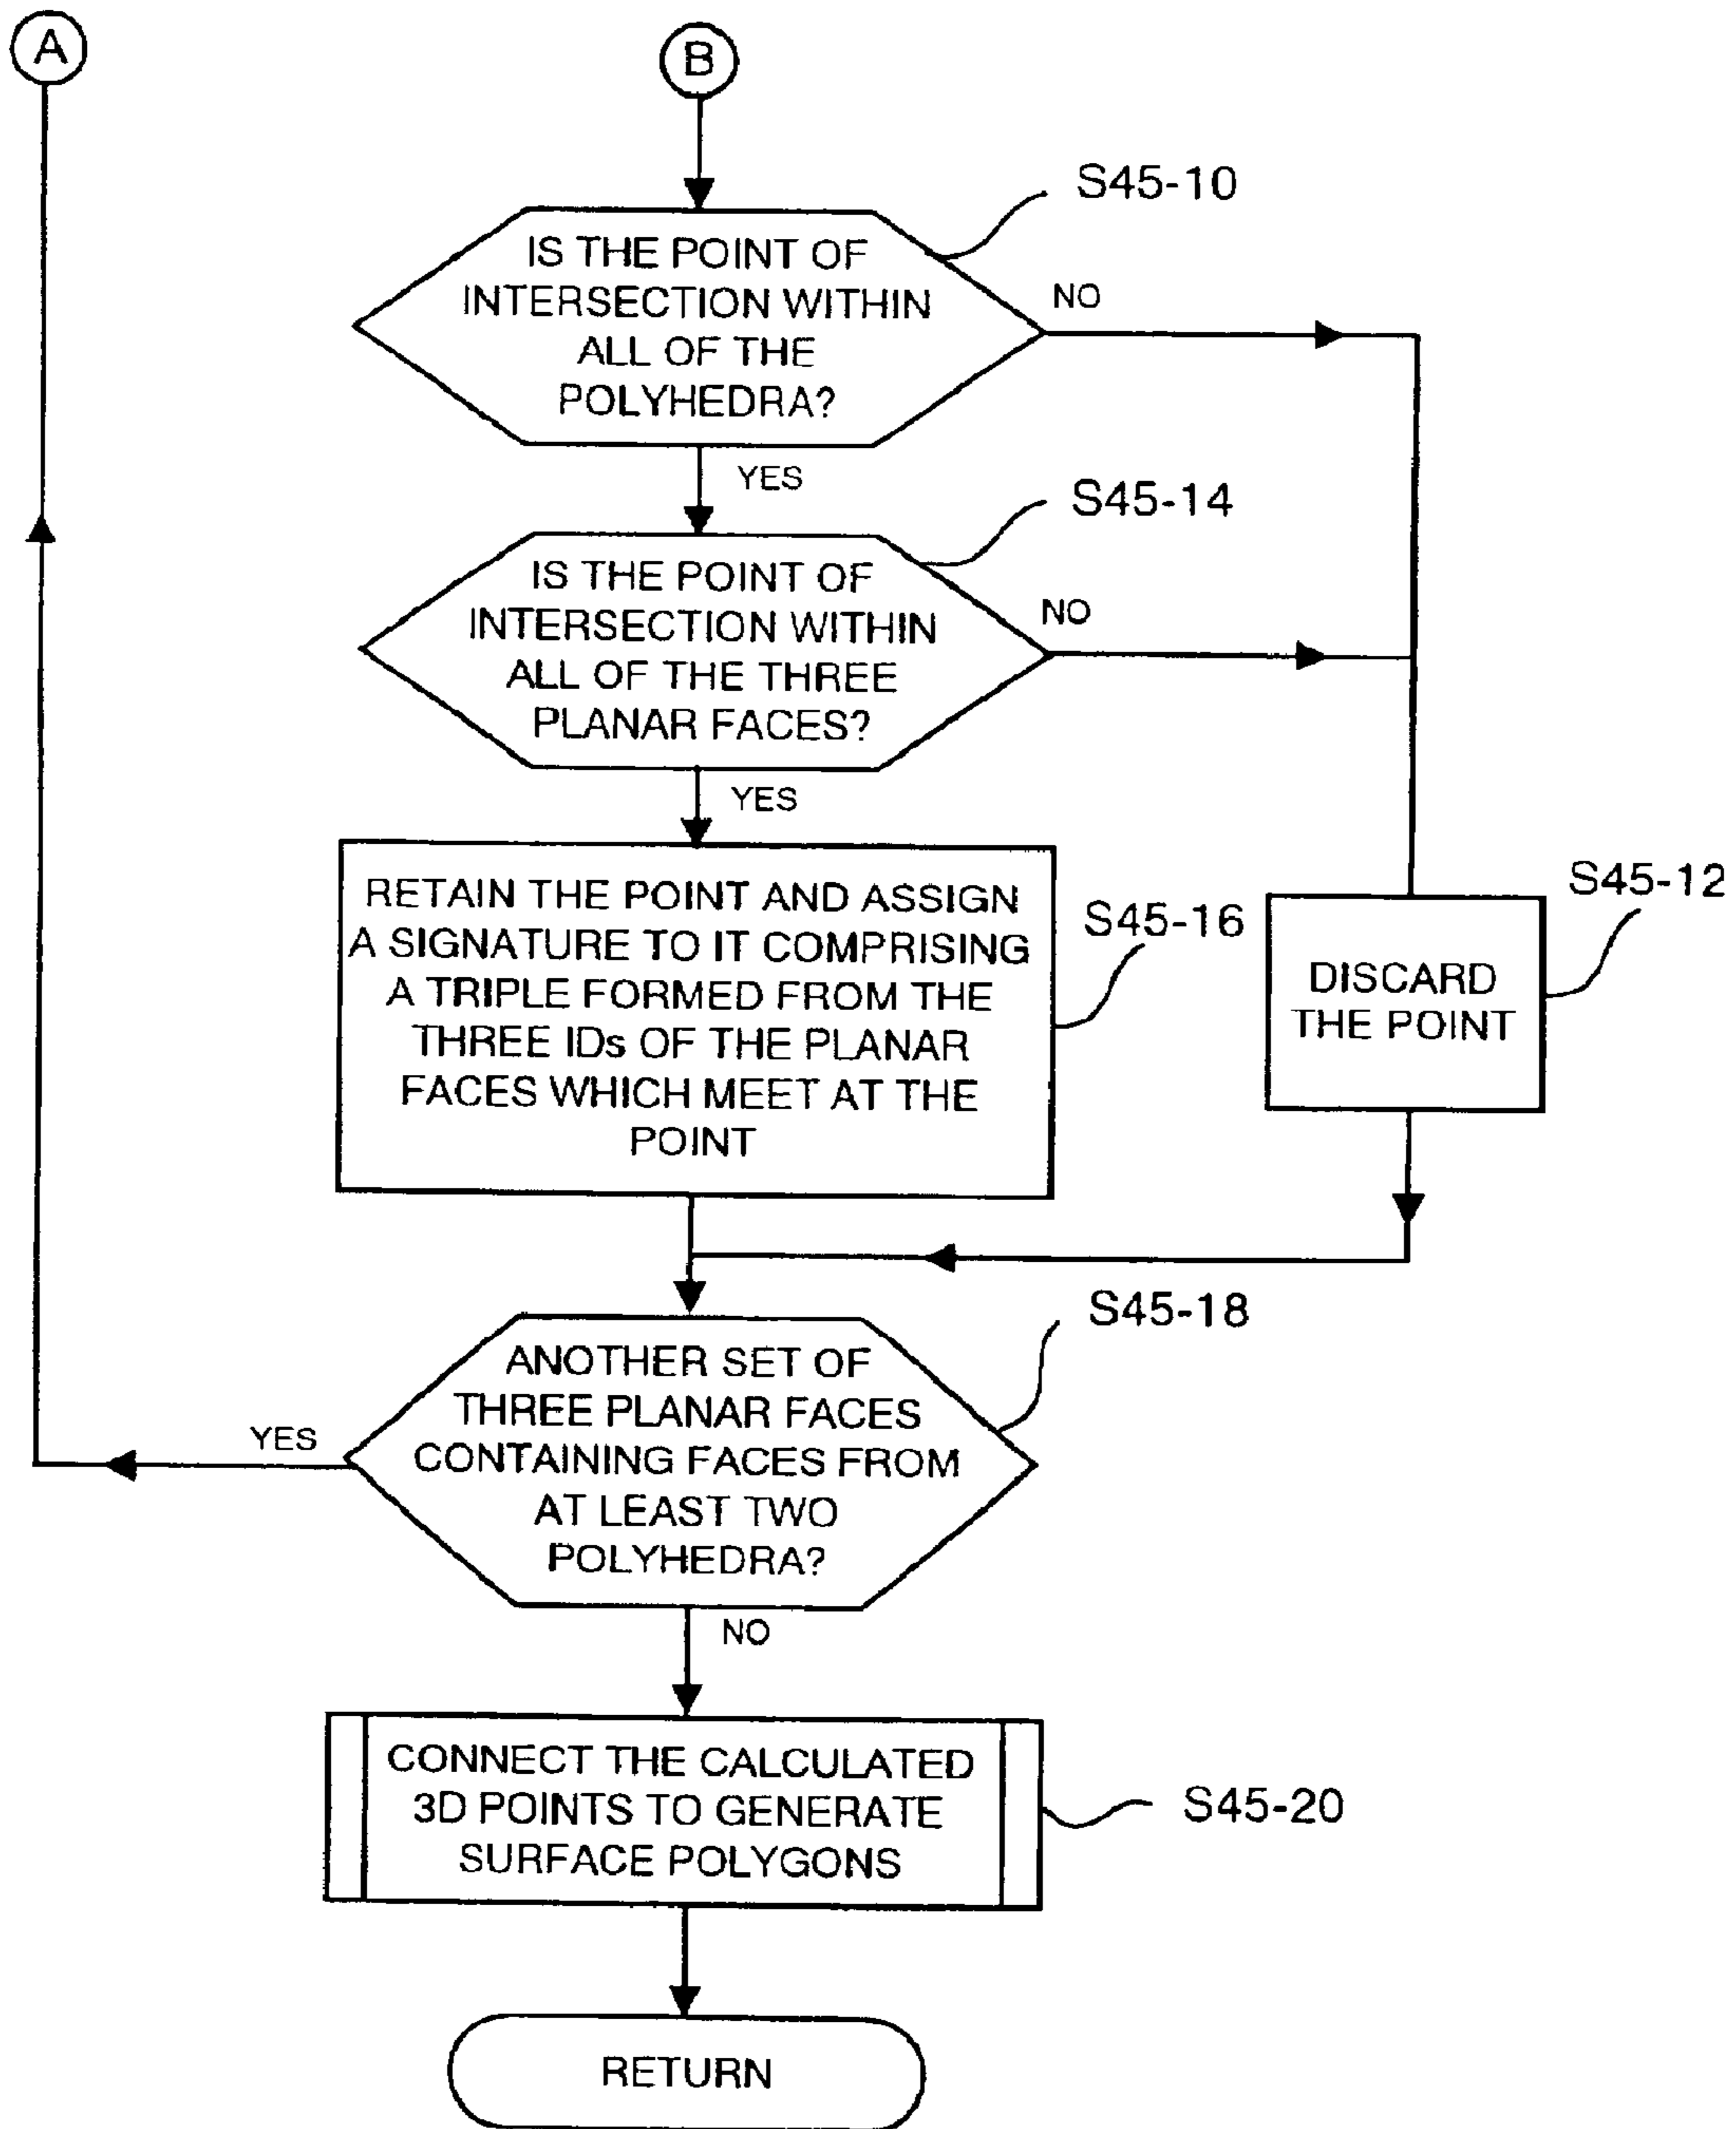 A
B
S45-10
IS THE POINT OF
INTERSECTION WITHIN
ALL OF THE
POLYHEDRA?
NO
YES
S45-14
IS THE POINT OF
INTERSECTION WITHIN
ALL OF THE THREE
PLANAR FACES?
NO
YES
RETAIN THE POINT AND ASSIGN
A SIGNATURE TO IT COMPRISING
A TRIPLE FORMED FROM THE
THREE IDs OF THE PLANAR
FACES WHICH MEET AT THE
POINT
S45-16
S45-12
DISCARD
THE POINT
S45-18
ANOTHER SET OF
THREE PLANAR FACES
CONTAINING FACES FROM
AT LEAST TWO
POLYHEDRA?
YES
NO
CONNECT THE CALCULATED
3D POINTS TO GENERATE
SURFACE POLYGONS
S45-20
RETURN